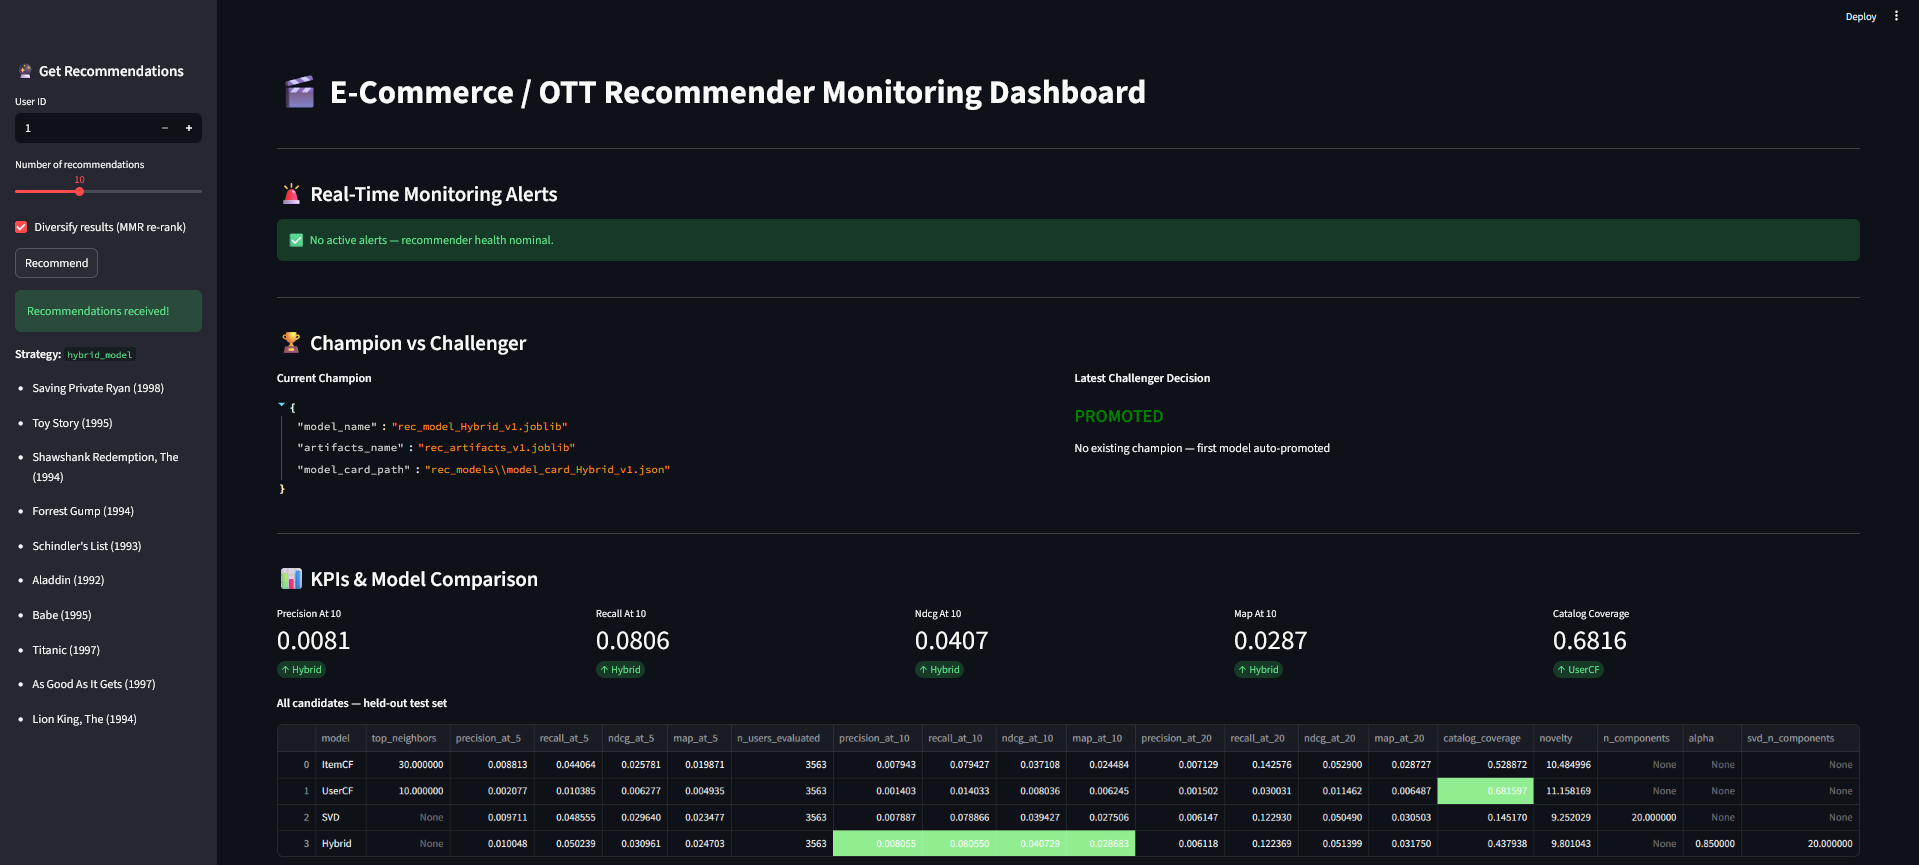 Deploy
Get Recommendations
User ID
1
Number of recommendations
10
Diversify results (MMR re-rank)
Recommend
Recommendations received!
Strategy: hybrid_model
• Saving Private Ryan (1998)
• Toy Story (1995)
• Shawshank Redemption, The
(1994)
• Forrest Gump (1994)
• Schindler's List (1993)
• Aladdin (1992)
• Babe (1995)
• Titanic (1997)
• As Good As It Gets (1997)
• Lion King, The (1994)
E-Commerce / OTT Recommender Monitoring Dashboard
Real-Time Monitoring Alerts
No active alerts — recommender health nominal.
Champion vs Challenger
Current Champion
{
"model_name" : "rec_model_Hybrid_v1.joblib"
"artifacts_name" : "rec_artifacts_v1.joblib"
"model_card_path" : "rec_models\\model_card_Hybrid_v1.json"
}
Latest Challenger Decision
PROMOTED
No existing champion — first model auto-promoted
KPIs & Model Comparison
Precision At 10 Recall At 10 Ndcg At 10 Map At 10 Catalog Coverage
0.0081 0.0806 0.0407 0.0287 0.6816
↑ Hybrid ↑ Hybrid ↑ Hybrid ↑ Hybrid ↑ UserCF
All candidates — held-out test set
model top_neighbors precision_at_5 recall_at_5 ndcg_at_5 map_at_5 n_users_evaluated precision_at_10 recall_at_10 ndcg_at_10 map_at_10 precision_at_20 recall_at_20 ndcg_at_20 map_at_20 catalog_coverage novelty n_components alpha svd_n_components
0 ItemCF 30.000000 0.008813 0.044064 0.025781 0.019871 3563 0.007943 0.079427 0.037108 0.024484 0.007129 0.142576 0.052900 0.028727 0.528872 10.484996 None None None
1 UserCF 10.000000 0.002077 0.010385 0.006277 0.004935 3563 0.001403 0.014033 0.008036 0.006245 0.001502 0.030031 0.011462 0.006487 0.681597 11.158169 None None None
2 SVD None 0.009711 0.048555 0.029640 0.023477 3563 0.007887 0.078866 0.039427 0.027506 0.006147 0.122930 0.050490 0.030503 0.145170 9.252029 20.000000 None None
3 Hybrid None 0.010048 0.050239 0.030961 0.024703 3563 0.008055 0.080550 0.040729 0.028683 0.006118 0.122369 0.051399 0.031750 0.437938 9.801043 None 0.850000 20.000000